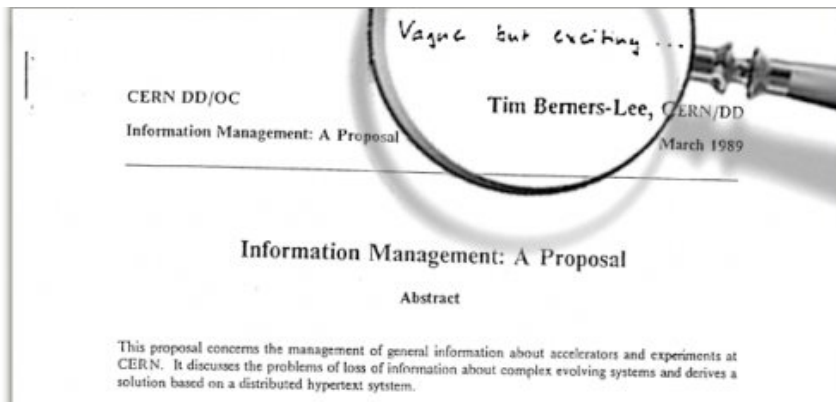 Vague but exciting ...
CERN DD/OC
Tim Berners-Lee, CERN/DD
Information Management: A Proposal
March 1989
Information Management: A Proposal
Abstract
This proposal concerns the management of general information about accelerators and experiments at
CERN. It discusses the problems of loss of information about complex evolving systems and derives a
solution based on a distributed hypertext sytstem.